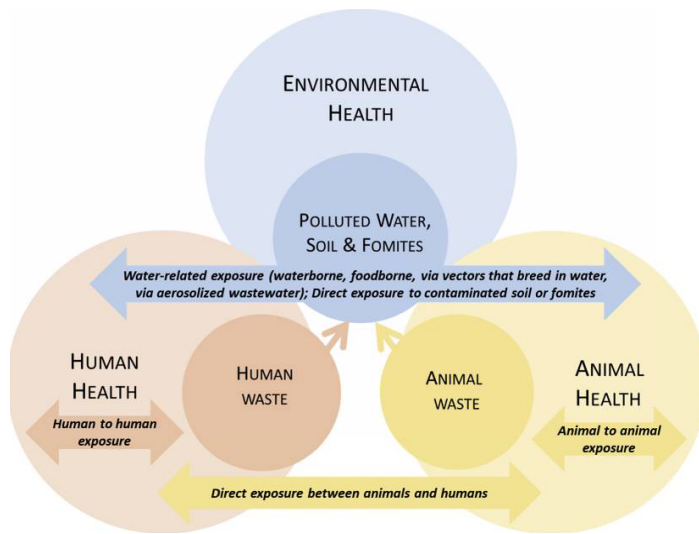 ENVIRONMENTAL
HEALTH
POLLUTED WATER,
SOIL & FOMITES
Water-related exposure (waterborne, foodborne, via vectors that breed in water,
via aerosolized wastewater); Direct exposure to contaminated soil or fomites
HUMAN
HEALTH
HUMAN
WASTE
ANIMAL
WASTE
ANIMAL
HEALTH
Human to human
exposure
Animal to animal
exposure
Direct exposure between animals and humans